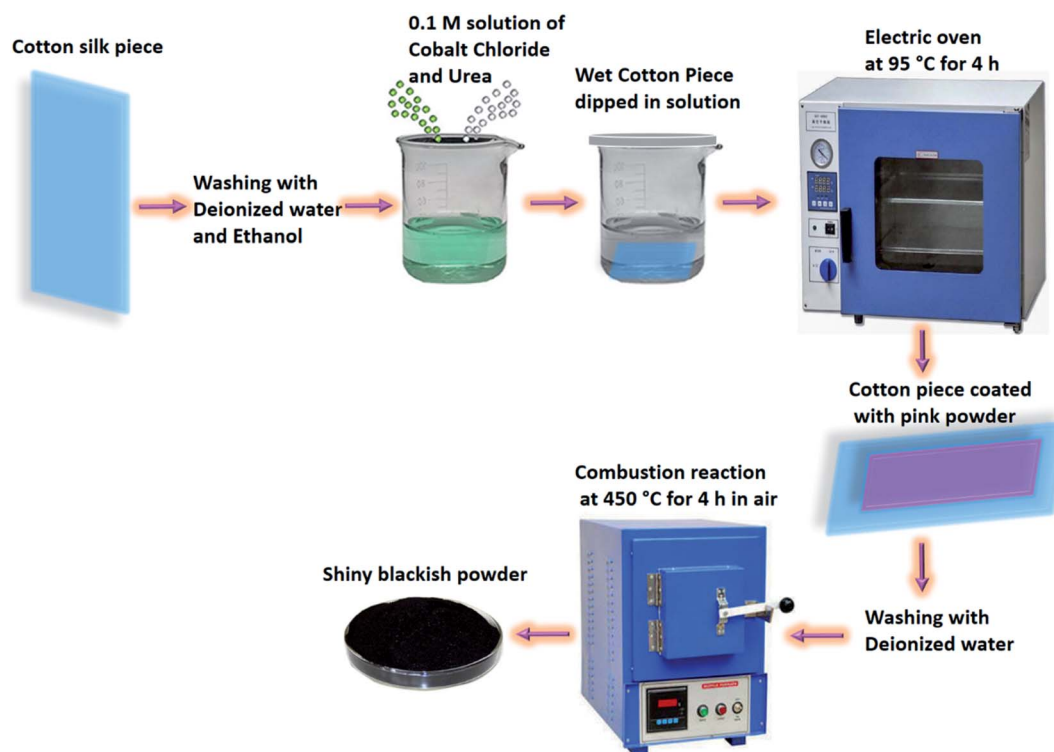 Cotton silk piece
0.1 M solution of
Cobalt Chloride
and Urea
Wet Cotton Piece
dipped in solution
Electric oven
at 95 °C for 4 h
Washing with
Deionized water
and Ethanol
Cotton piece coated
with pink powder
Washing with
Deionized water
Combustion reaction
at 450 °C for 4 h in air
Shiny blackish powder